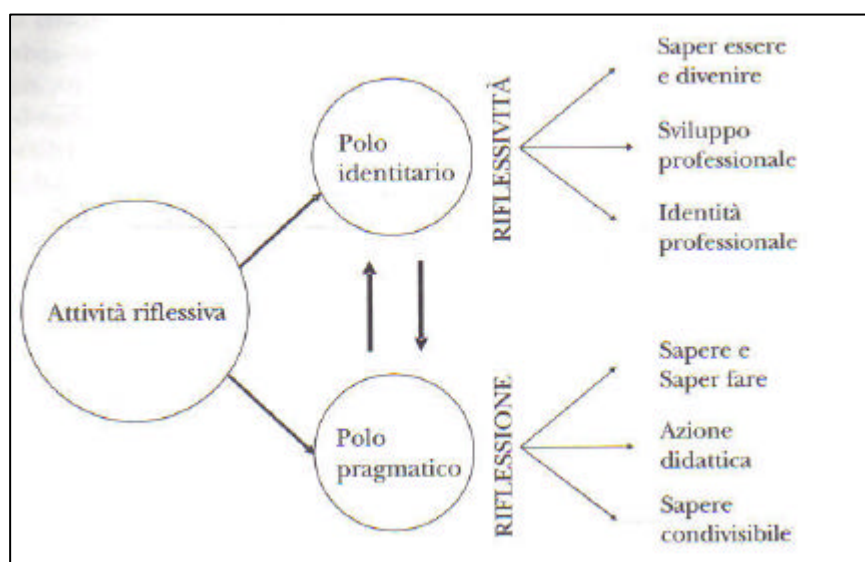 Attività riflessiva
Polo
identitario
RIFLESSIVITÀ
Saper essere
e divenire
Sviluppo
professionale
Identità
professionale
Polo
pragmatico
RIFLESSIONE
Sapere e
Saper fare
Azione
didattica
Sapere
condivisibile